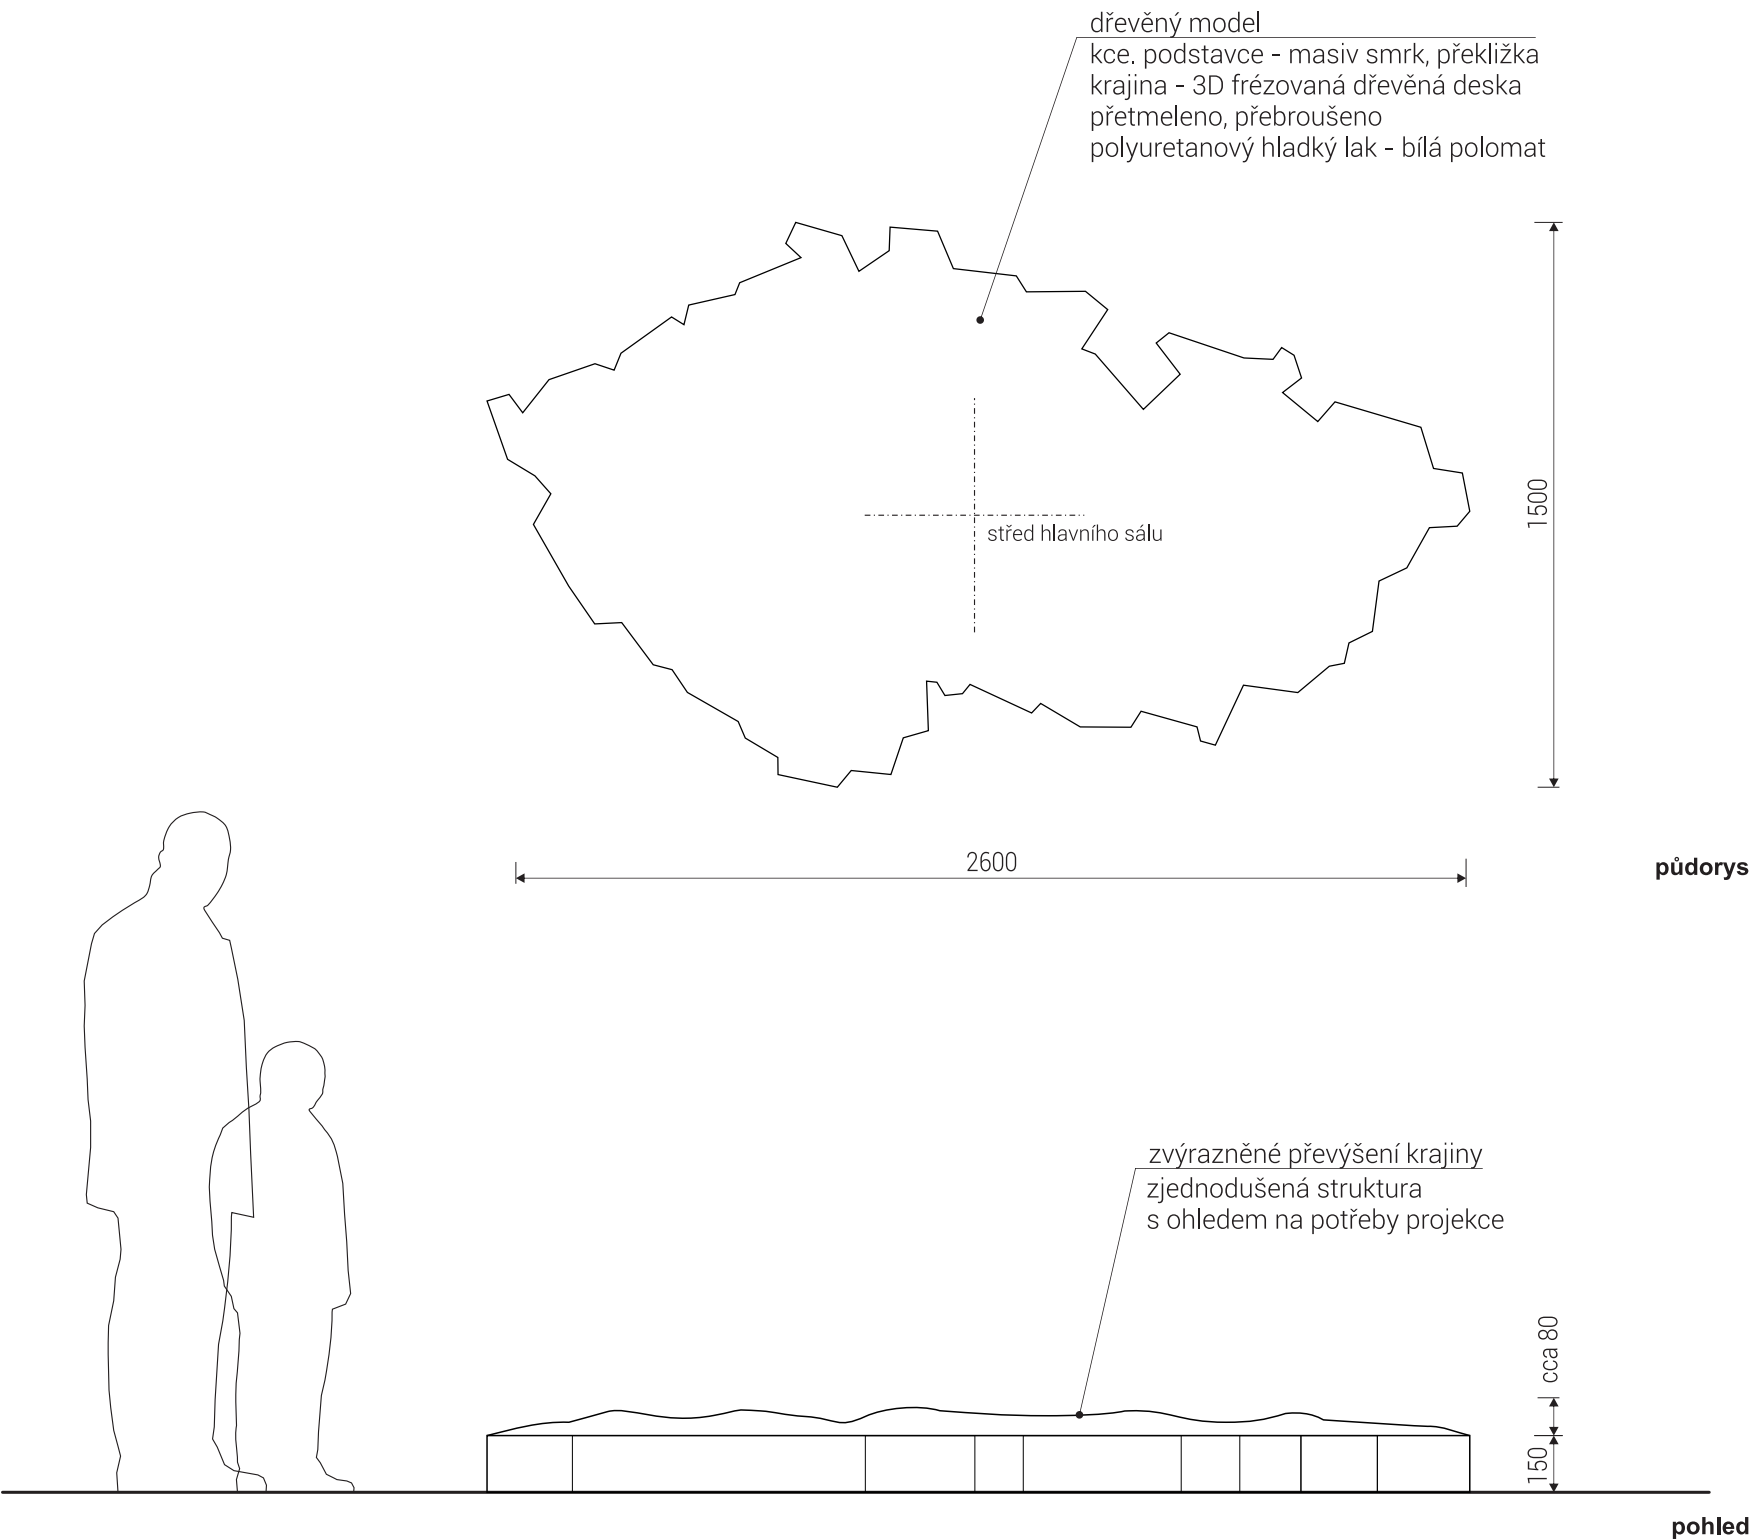 dřevěný model
kce. podstavce - masiv smrk, překližka
krajina - 3D frézovaná dřevěná deska
přetmeleno, přebroušeno
polyuretanový hladký lak - bílá polomat
střed hlavního sálu
1500
2600
půdorys
zvýrazněné převýšení krajiny
zjednodušená struktura
s ohledem na potřeby projekce
cca 80
150
pohled